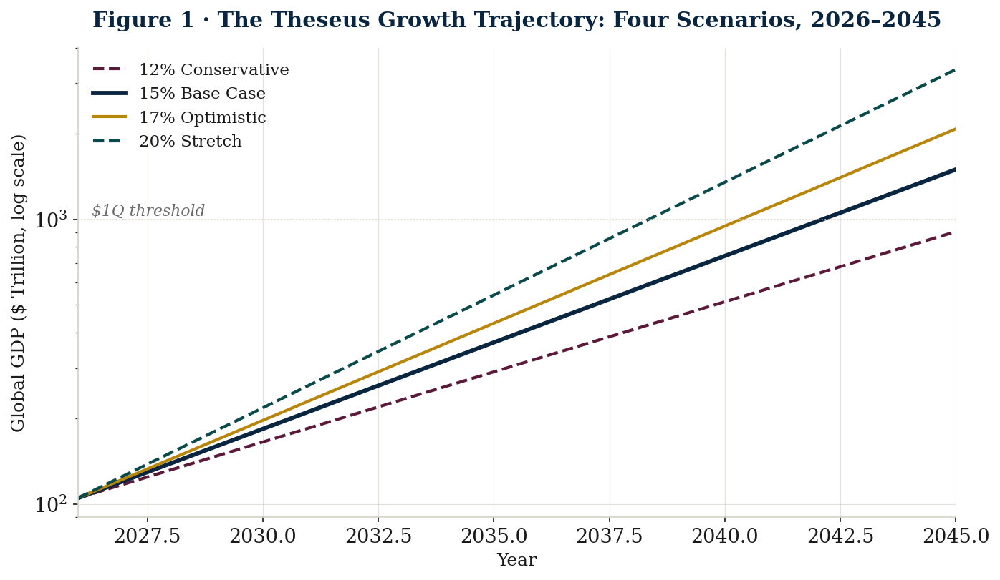 Figure 1 · The Theseus Growth Trajectory: Four Scenarios, 2026–2045
12% Conservative
15% Base Case
17% Optimistic
20% Stretch
$1Q threshold
10³
10²
Global GDP ($ Trillion, log scale)
2027.5 2030.0 2032.5 2035.0 2037.5 2040.0 2042.5 2045.0
Year